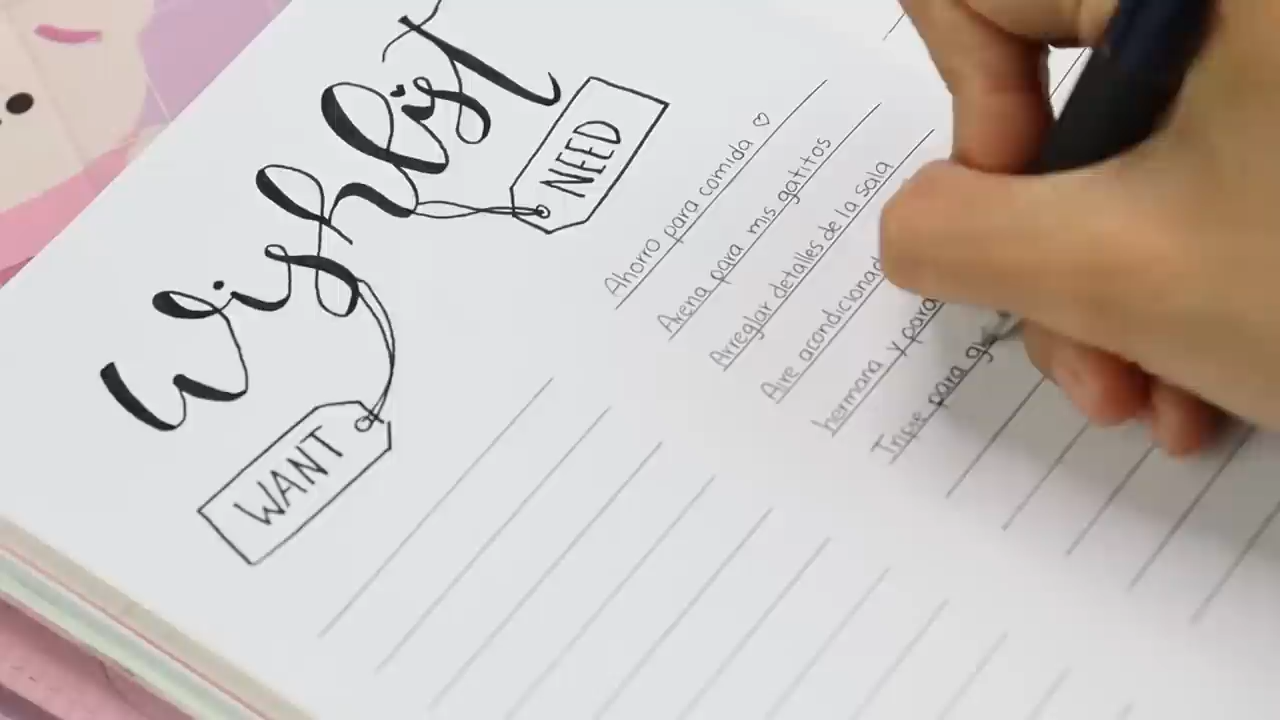 Wishlist
NEED
Ahorro para comida ♡
Arena para mis gatitos
Arreglar detalles de la sala
Aire acondicionad
hermana y para
para
WANT